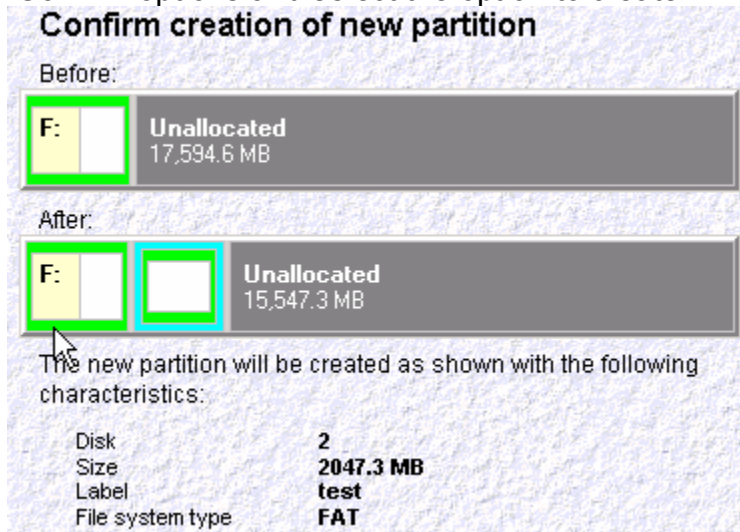 Confirm creation of new partition
Before:
F:
Unallocated
17,594.6 MB
After:
F:
Unallocated
15,547.3 MB
The new partition will be created as shown with the following
characteristics:
Disk 2
Size 2047.3 MB
Label test
File system type FAT